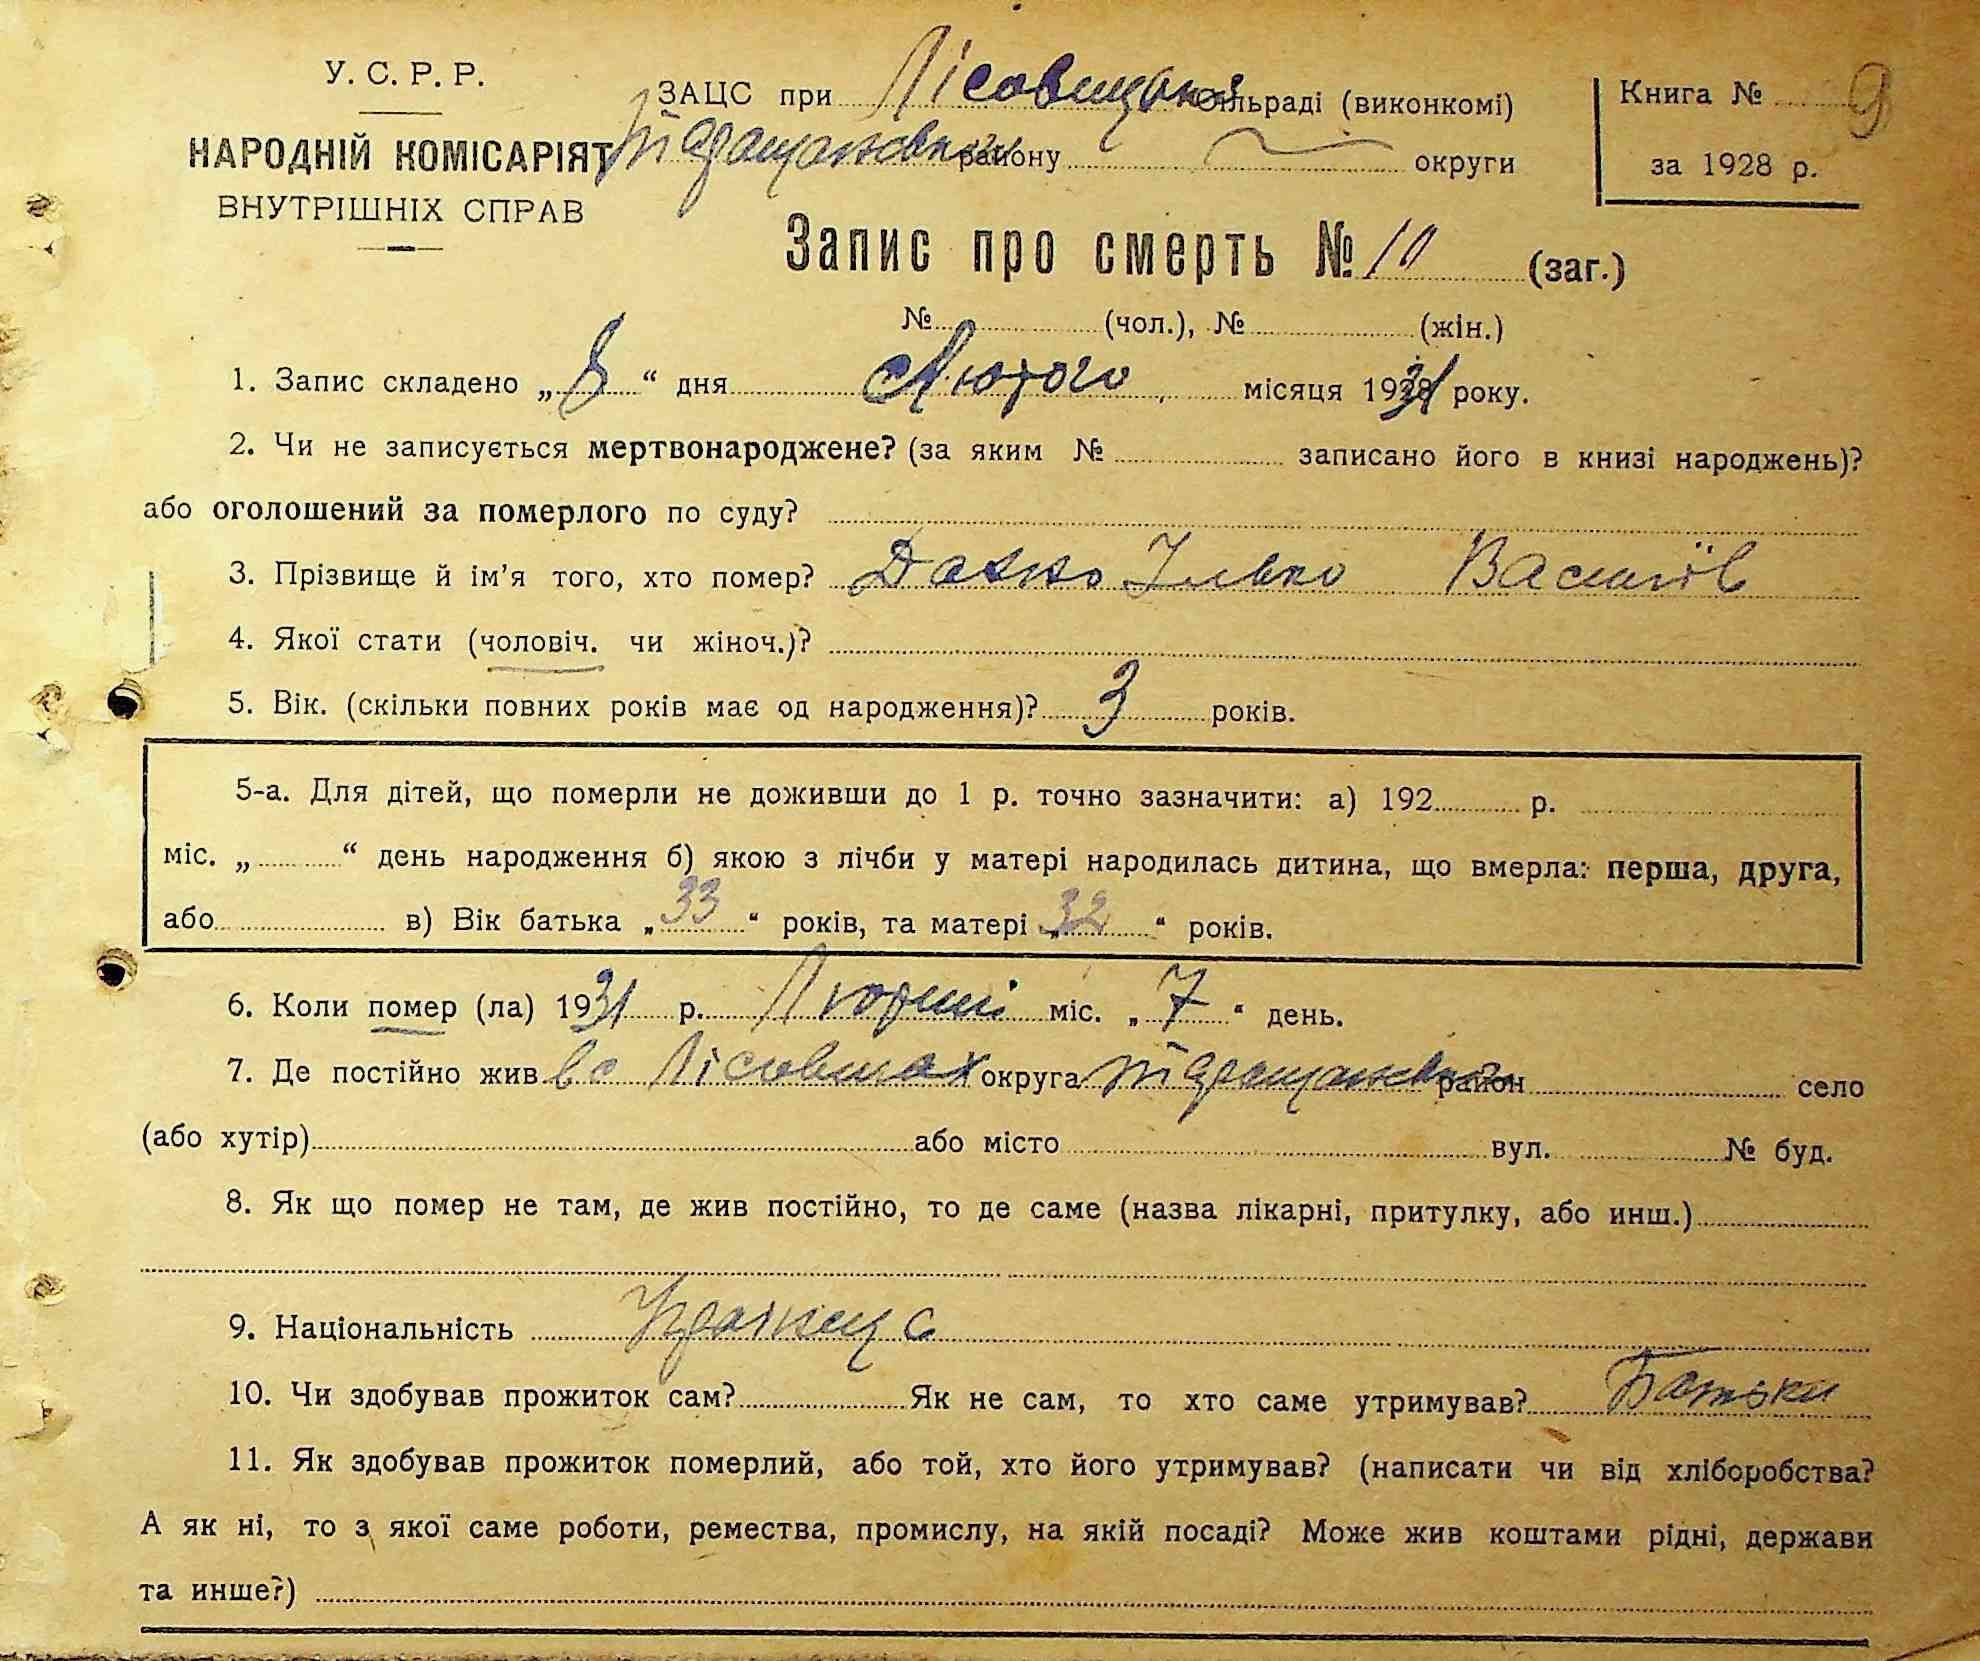 У. С. Р. Р.
НАРОДНІЙ КОМІСАРІЯТ
ВНУТРІШНІХ СПРАВ
ЗАЦС при Лісовицькій сільраді (виконкомі)
району округи
Книга № 9
за 1928 р.
Запис про смерть № 10 (заг.)
№ (чол.), № (жін.)
1. Запис складено „ 8 “ дня Лютого місяця 1931 року.
2. Чи не записується мертвонароджене? (за яким № записано його в книзі народжень)?
або оголошений за померлого по суду?
3. Прізвище й ім’я того, хто помер? Ілько Василів
4. Якої стати (чоловіч. чи жіноч.)?
5. Вік. (скільки повних років має од народження)? 3 років.
5-а. Для дітей, що померли не доживши до 1 р. точно зазначити: а) 192 р.
міс. „ “ день народження б) якою з лічби у матері народилась дитина, що вмерла: перша, друга,
або в) Вік батька „ 33 “ років, та матері „ 32 “ років.
6. Коли помер (ла) 1931 р. Лютий міс. „ 7 “ день.
7. Де постійно жив в с Лісовичах округа район село
(або хутір) або місто вул. № буд.
8. Як що помер не там, де жив постійно, то де саме (назва лікарні, притулку, або инш.)
9. Національність Українец
10. Чи здобував прожиток сам? Як не сам, то хто саме утримував? Батьки
11. Як здобував прожиток померлий, або той, хто його утримував? (написати чи від хліборобства?
А як ні, то з якої саме роботи, ремества, промислу, на якій посаді? Може жив коштами рідні, держави
та инше?)